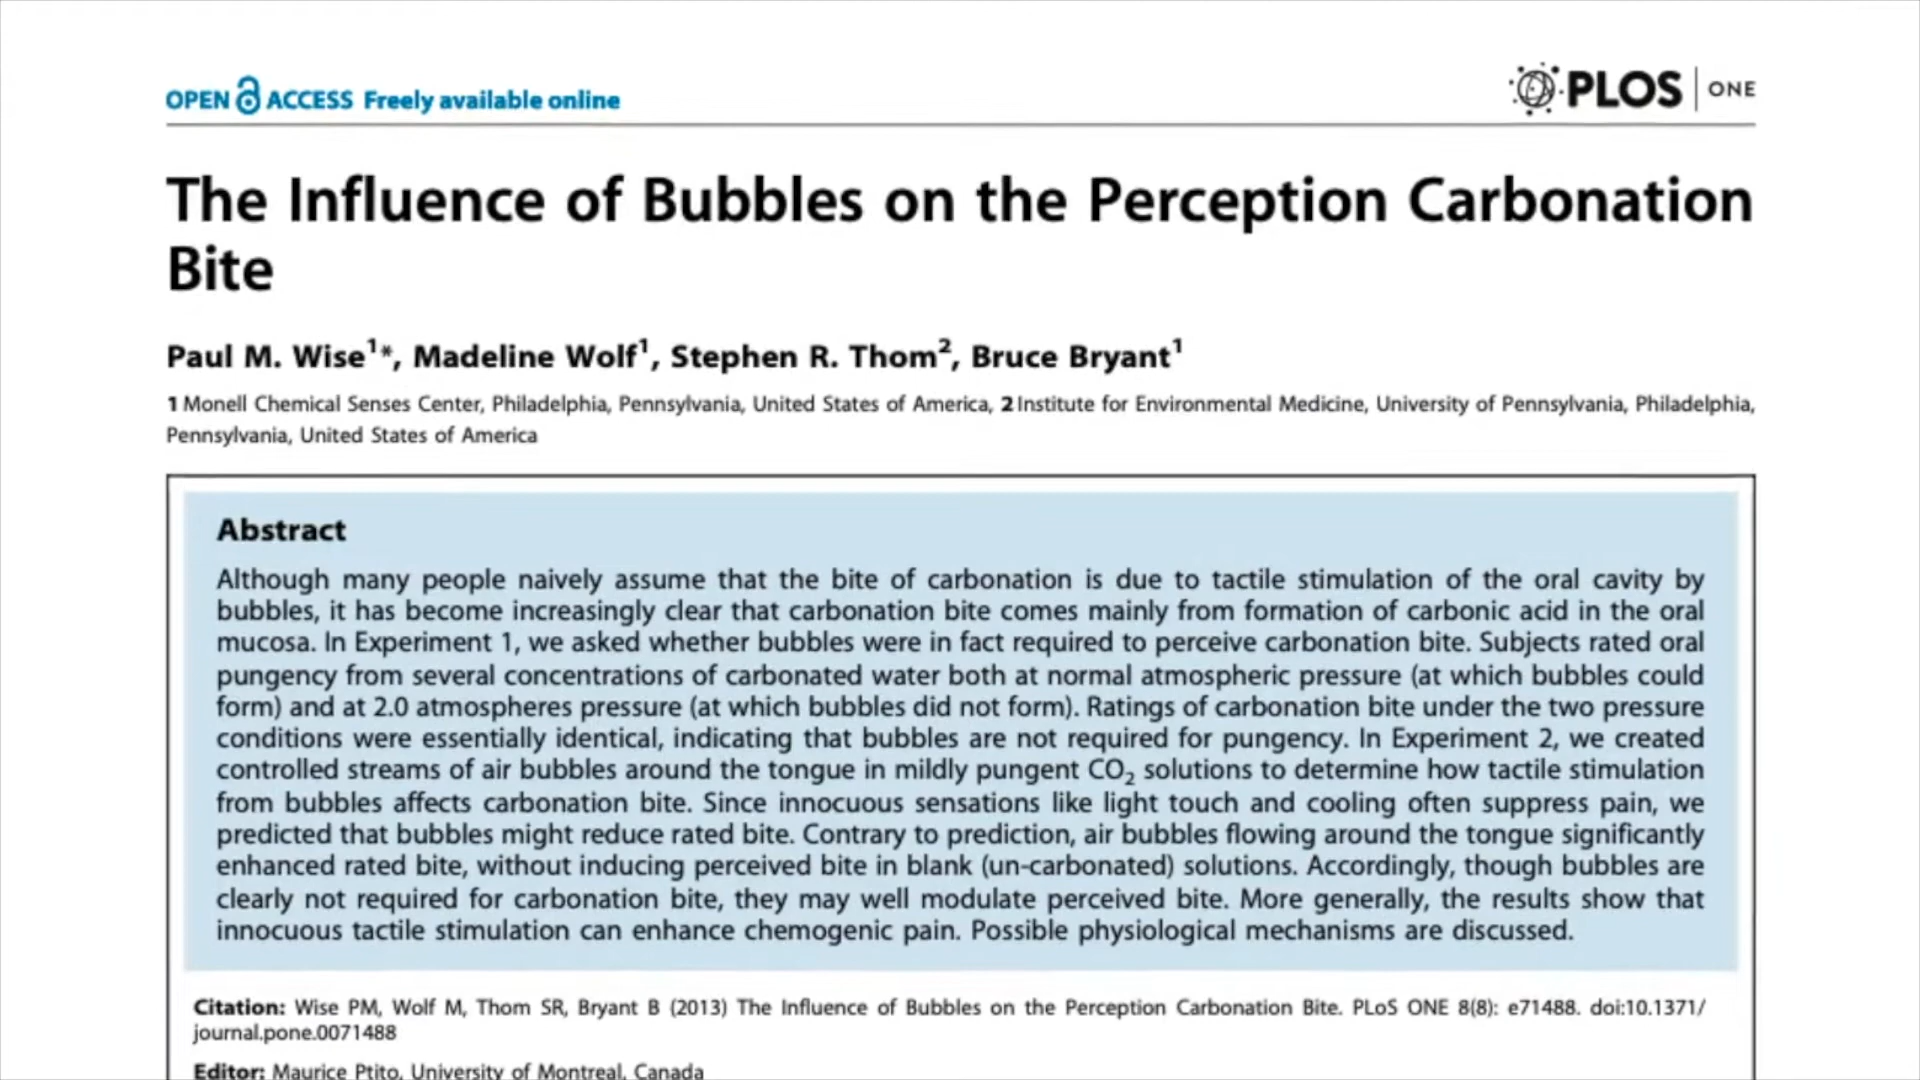 OPEN ACCESS Freely available online
PLOS | ONE
The Influence of Bubbles on the Perception Carbonation
Bite
Paul M. Wise1*, Madeline Wolf1, Stephen R. Thom2, Bruce Bryant1
1 Monell Chemical Senses Center, Philadelphia, Pennsylvania, United States of America, 2 Institute for Environmental Medicine, University of Pennsylvania, Philadelphia,
Pennsylvania, United States of America
Abstract
Although many people naively assume that the bite of carbonation is due to tactile stimulation of the oral cavity by
bubbles, it has become increasingly clear that carbonation bite comes mainly from formation of carbonic acid in the oral
mucosa. In Experiment 1, we asked whether bubbles were in fact required to perceive carbonation bite. Subjects rated oral
pungency from several concentrations of carbonated water both at normal atmospheric pressure (at which bubbles could
form) and at 2.0 atmospheres pressure (at which bubbles did not form). Ratings of carbonation bite under the two pressure
conditions were essentially identical, indicating that bubbles are not required for pungency. In Experiment 2, we created
controlled streams of air bubbles around the tongue in mildly pungent CO2 solutions to determine how tactile stimulation
from bubbles affects carbonation bite. Since innocuous sensations like light touch and cooling often suppress pain, we
predicted that bubbles might reduce rated bite. Contrary to prediction, air bubbles flowing around the tongue significantly
enhanced rated bite, without inducing perceived bite in blank (un-carbonated) solutions. Accordingly, though bubbles are
clearly not required for carbonation bite, they may well modulate perceived bite. More generally, the results show that
innocuous tactile stimulation can enhance chemogenic pain. Possible physiological mechanisms are discussed.
Citation: Wise PM, Wolf M, Thom SR, Bryant B (2013) The Influence of Bubbles on the Perception Carbonation Bite. PLoS ONE 8(8): e71488. doi:10.1371/
journal.pone.0071488
Editor: Maurice Ptito, University of Montreal, Canada